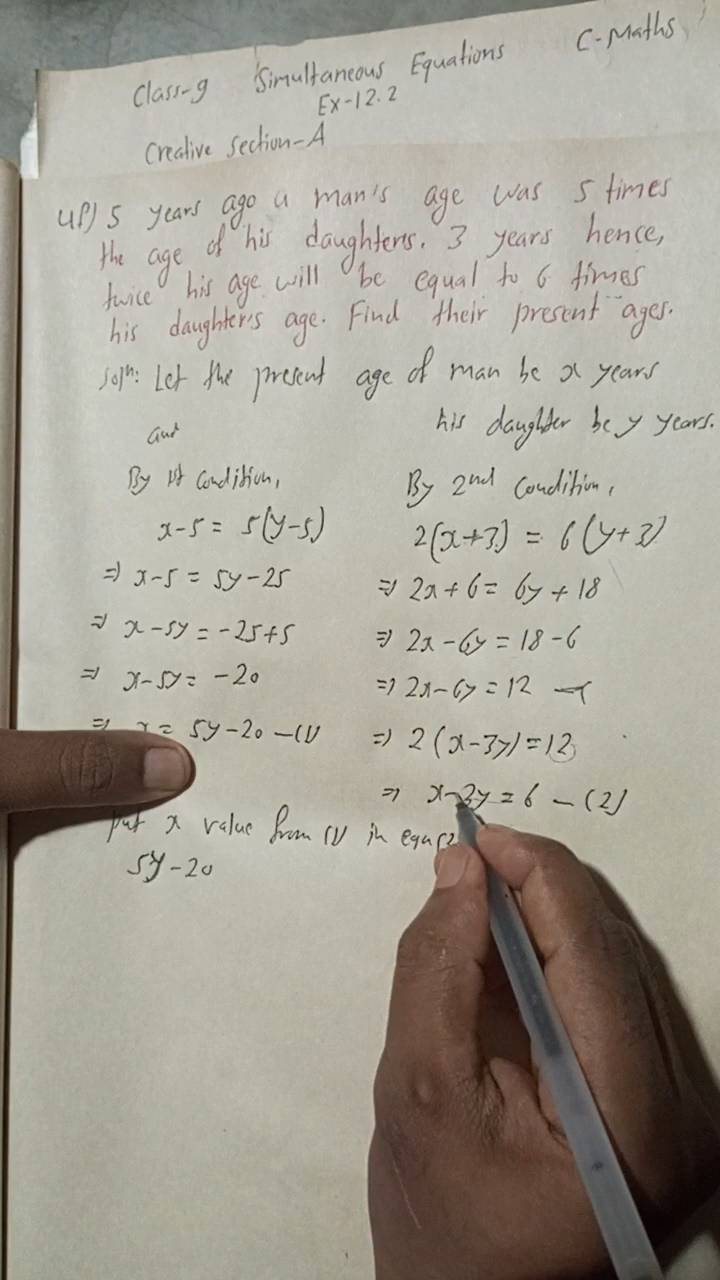 C-Maths
Class-9 Simultaneous Equations
Ex-12.2
Creative Section-A
4f) 5 years ago a man's age was 5 times
the age of his daughters. 3 years hence,
twice his age will be equal to 6 times
his daughter's age. Find their present ages.
Solⁿ: Let the present age of man be x years
and his daughter be y years.
By 1st Condition,
x-5 = 5(y-5)
=> x-5 = 5y-25
=> x-5y = -25+5
=> x-5y = -20
=> x = 5y-20 -(1)
By 2nd Condition,
2(x+3) = 6(y+3)
=> 2x+6 = 6y+18
=> 2x-6y = 18-6
=> 2x-6y = 12
=> 2(x-3y) = 12
=> x-3y = 6 -(2)
put x value from (1) in eqn (2
5y-20